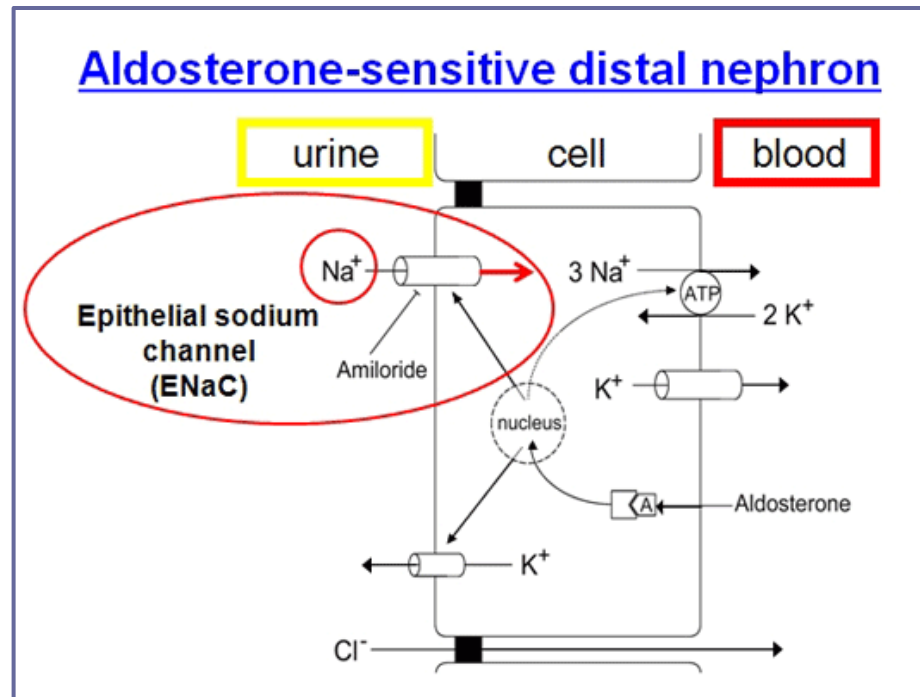 Aldosterone-sensitive distal nephron
urine
cell
blood
Na⁺
3 Na⁺
ATP
2 K⁺
Epithelial sodium
channel
(ENaC)
Amiloride
K⁺
nucleus
A
Aldosterone
K⁺
Cl⁻